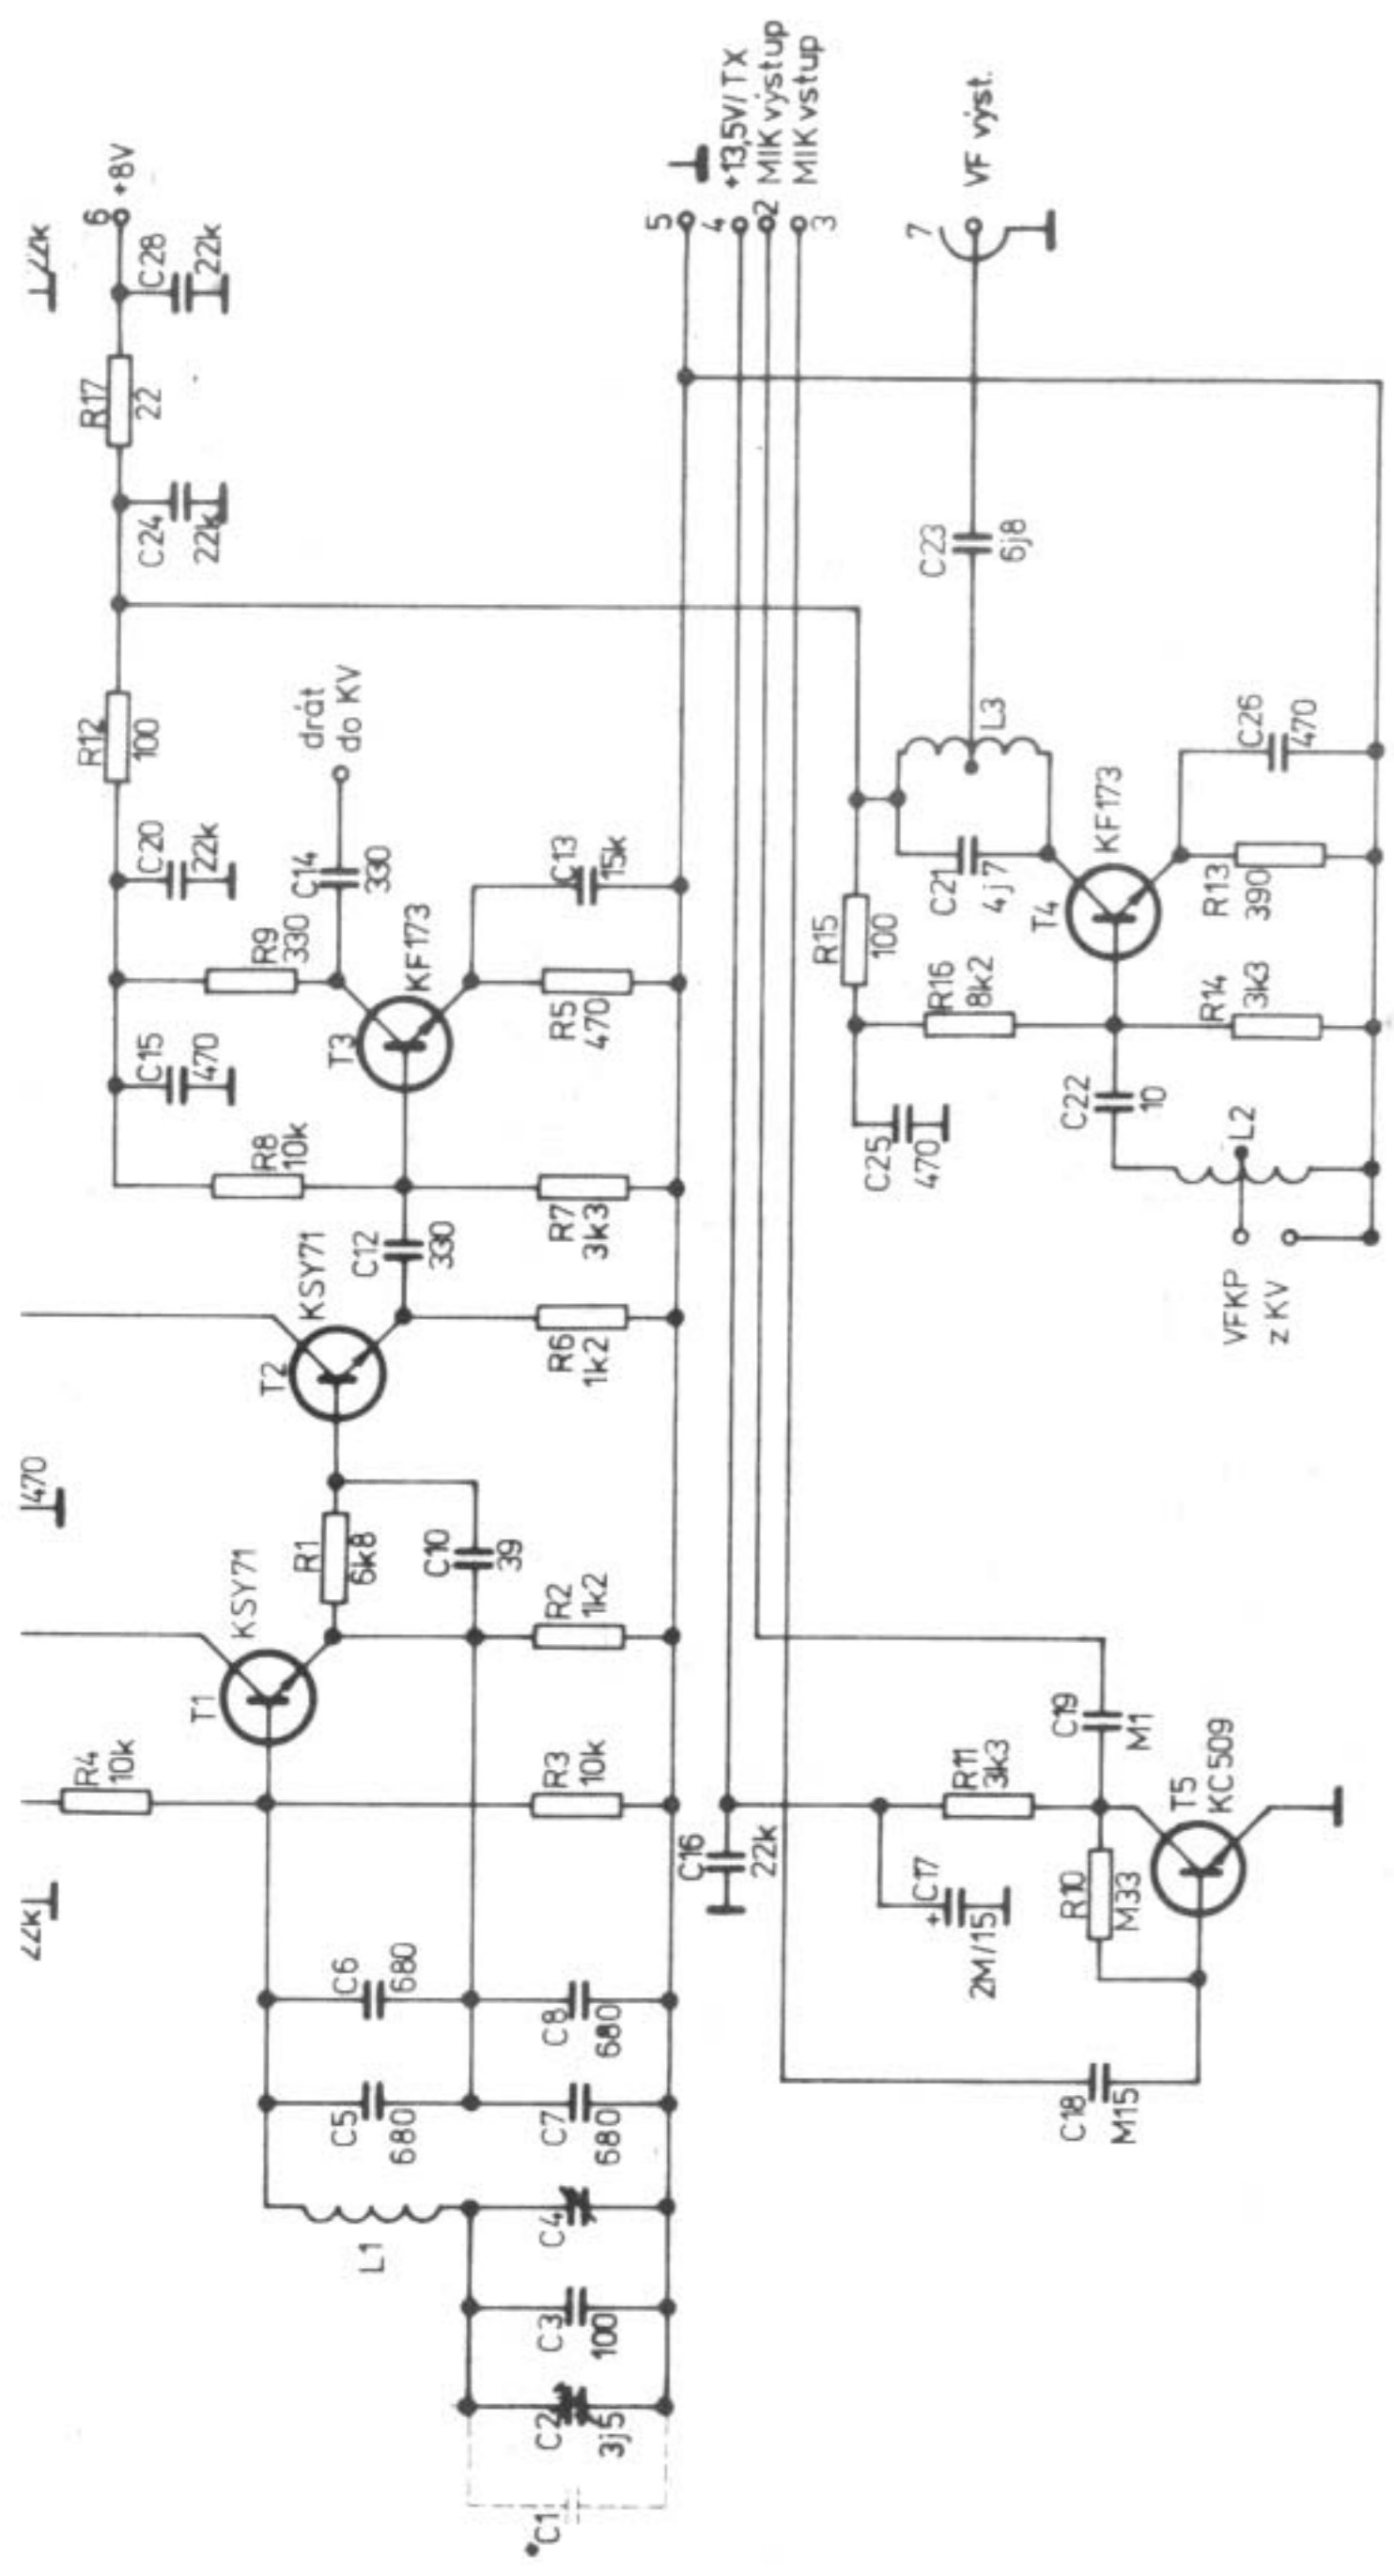 22k
470
22k
R4
10k
T1
KSY71
R1
6k8
C10
39
R2
1k2
R3
10k
C6
680
C5
680
C8
680
C7
680
L1
C4
C3
100
C2
3j5
*C1
T2
KSY71
C12
330
R6
1k2
R7
3k3
R8
10k
C15
470
T3
KF173
R9
330
C14
330
drát
do KV
C13
15k
R5
470
C20
22k
R12
100
C24
22k
R17
22
C28
22k
6
+8V
5
4
+13,5V/TX
2
MIK výstup
3
MIK vstup
7
VF výst.
C23
6j8
L3
C21
4j7
T4
KF173
C26
470
R13
390
R15
100
R16
8k2
R14
3k3
C25
470
C22
10
L2
VFKP
z KV
C16
22k
+
C17
2M/15
R11
3k3
C19
M1
T5
KC509
R10
M33
C18
M15